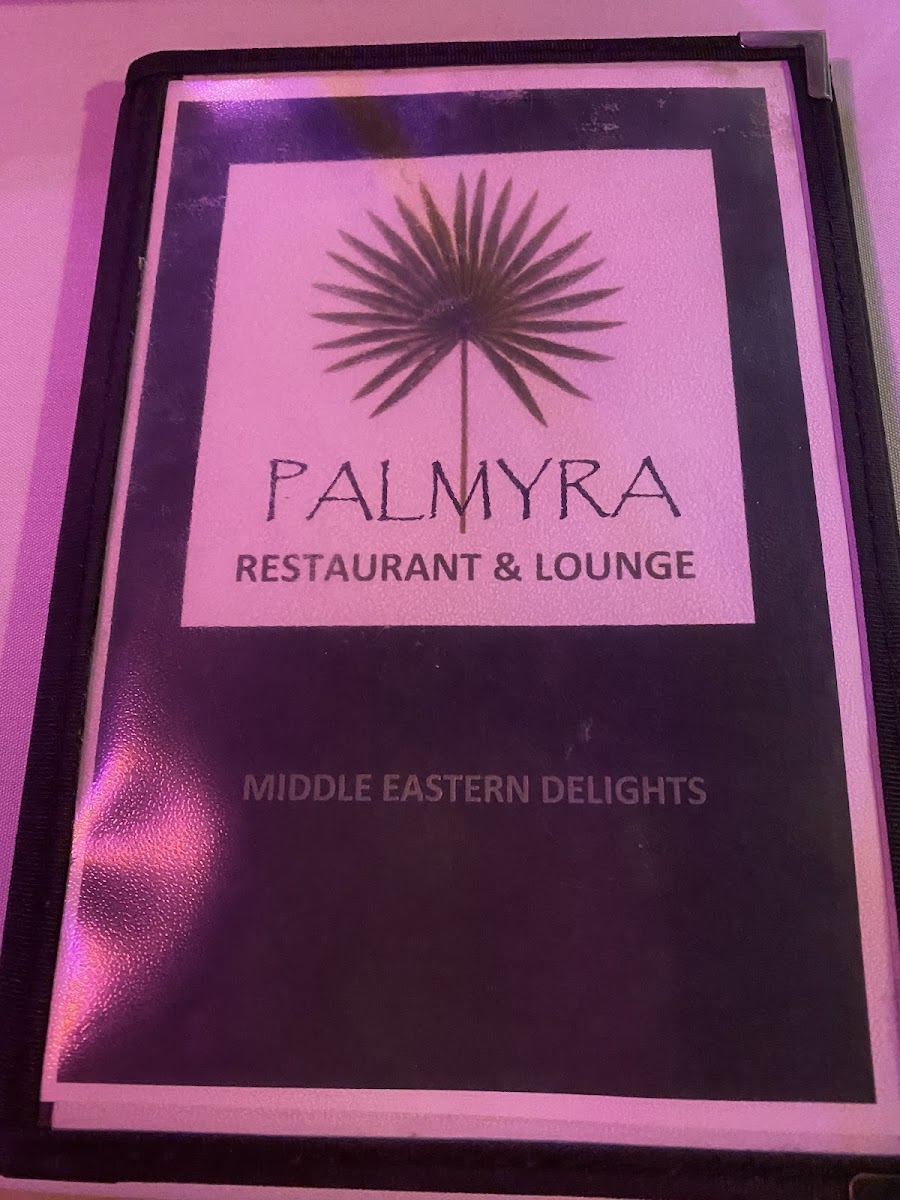 PALMYRA
RESTAURANT & LOUNGE
MIDDLE EASTERN DELIGHTS